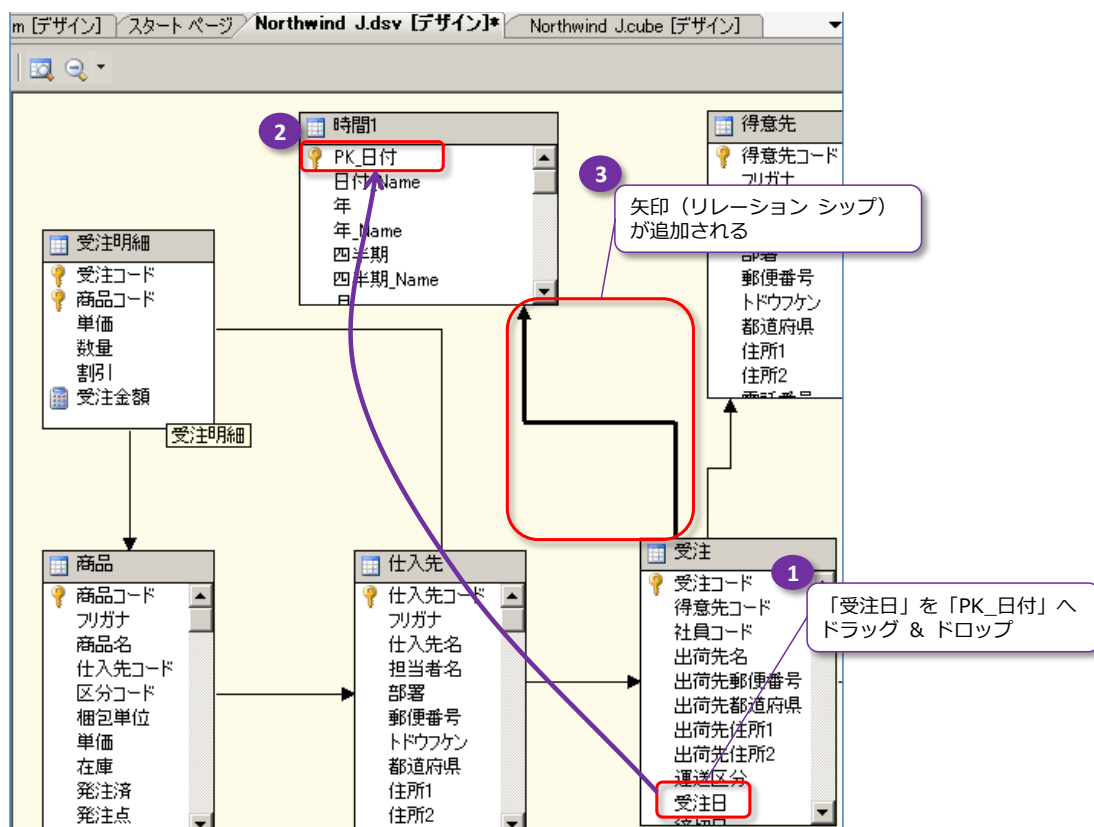 m [デザイン]
スタート ページ
Northwind J.dsv [デザイン]*
Northwind J.cube [デザイン]
2
時間1
PK_日付
日付_Name
年
年_Name
四半期
四半期_Name
月
得意先
得意先コード
フリガナ
部署
郵便番号
トドウフケン
都道府県
住所1
住所2
電話番号
3
矢印（リレーション シップ）
が追加される
受注明細
受注コード
商品コード
単価
数量
割引
受注金額
受注明細
商品
商品コード
フリガナ
商品名
仕入先コード
区分コード
梱包単位
単価
在庫
発注済
発注点
仕入先
仕入先コード
フリガナ
仕入先名
担当者名
部署
郵便番号
トドウフケン
都道府県
住所1
住所2
受注
受注コード
得意先コード
社員コード
出荷先名
出荷先郵便番号
出荷先都道府県
出荷先住所1
出荷先住所2
運送区分
受注日
締切日
1
「受注日」を「PK_日付」へ
ドラッグ & ドロップ